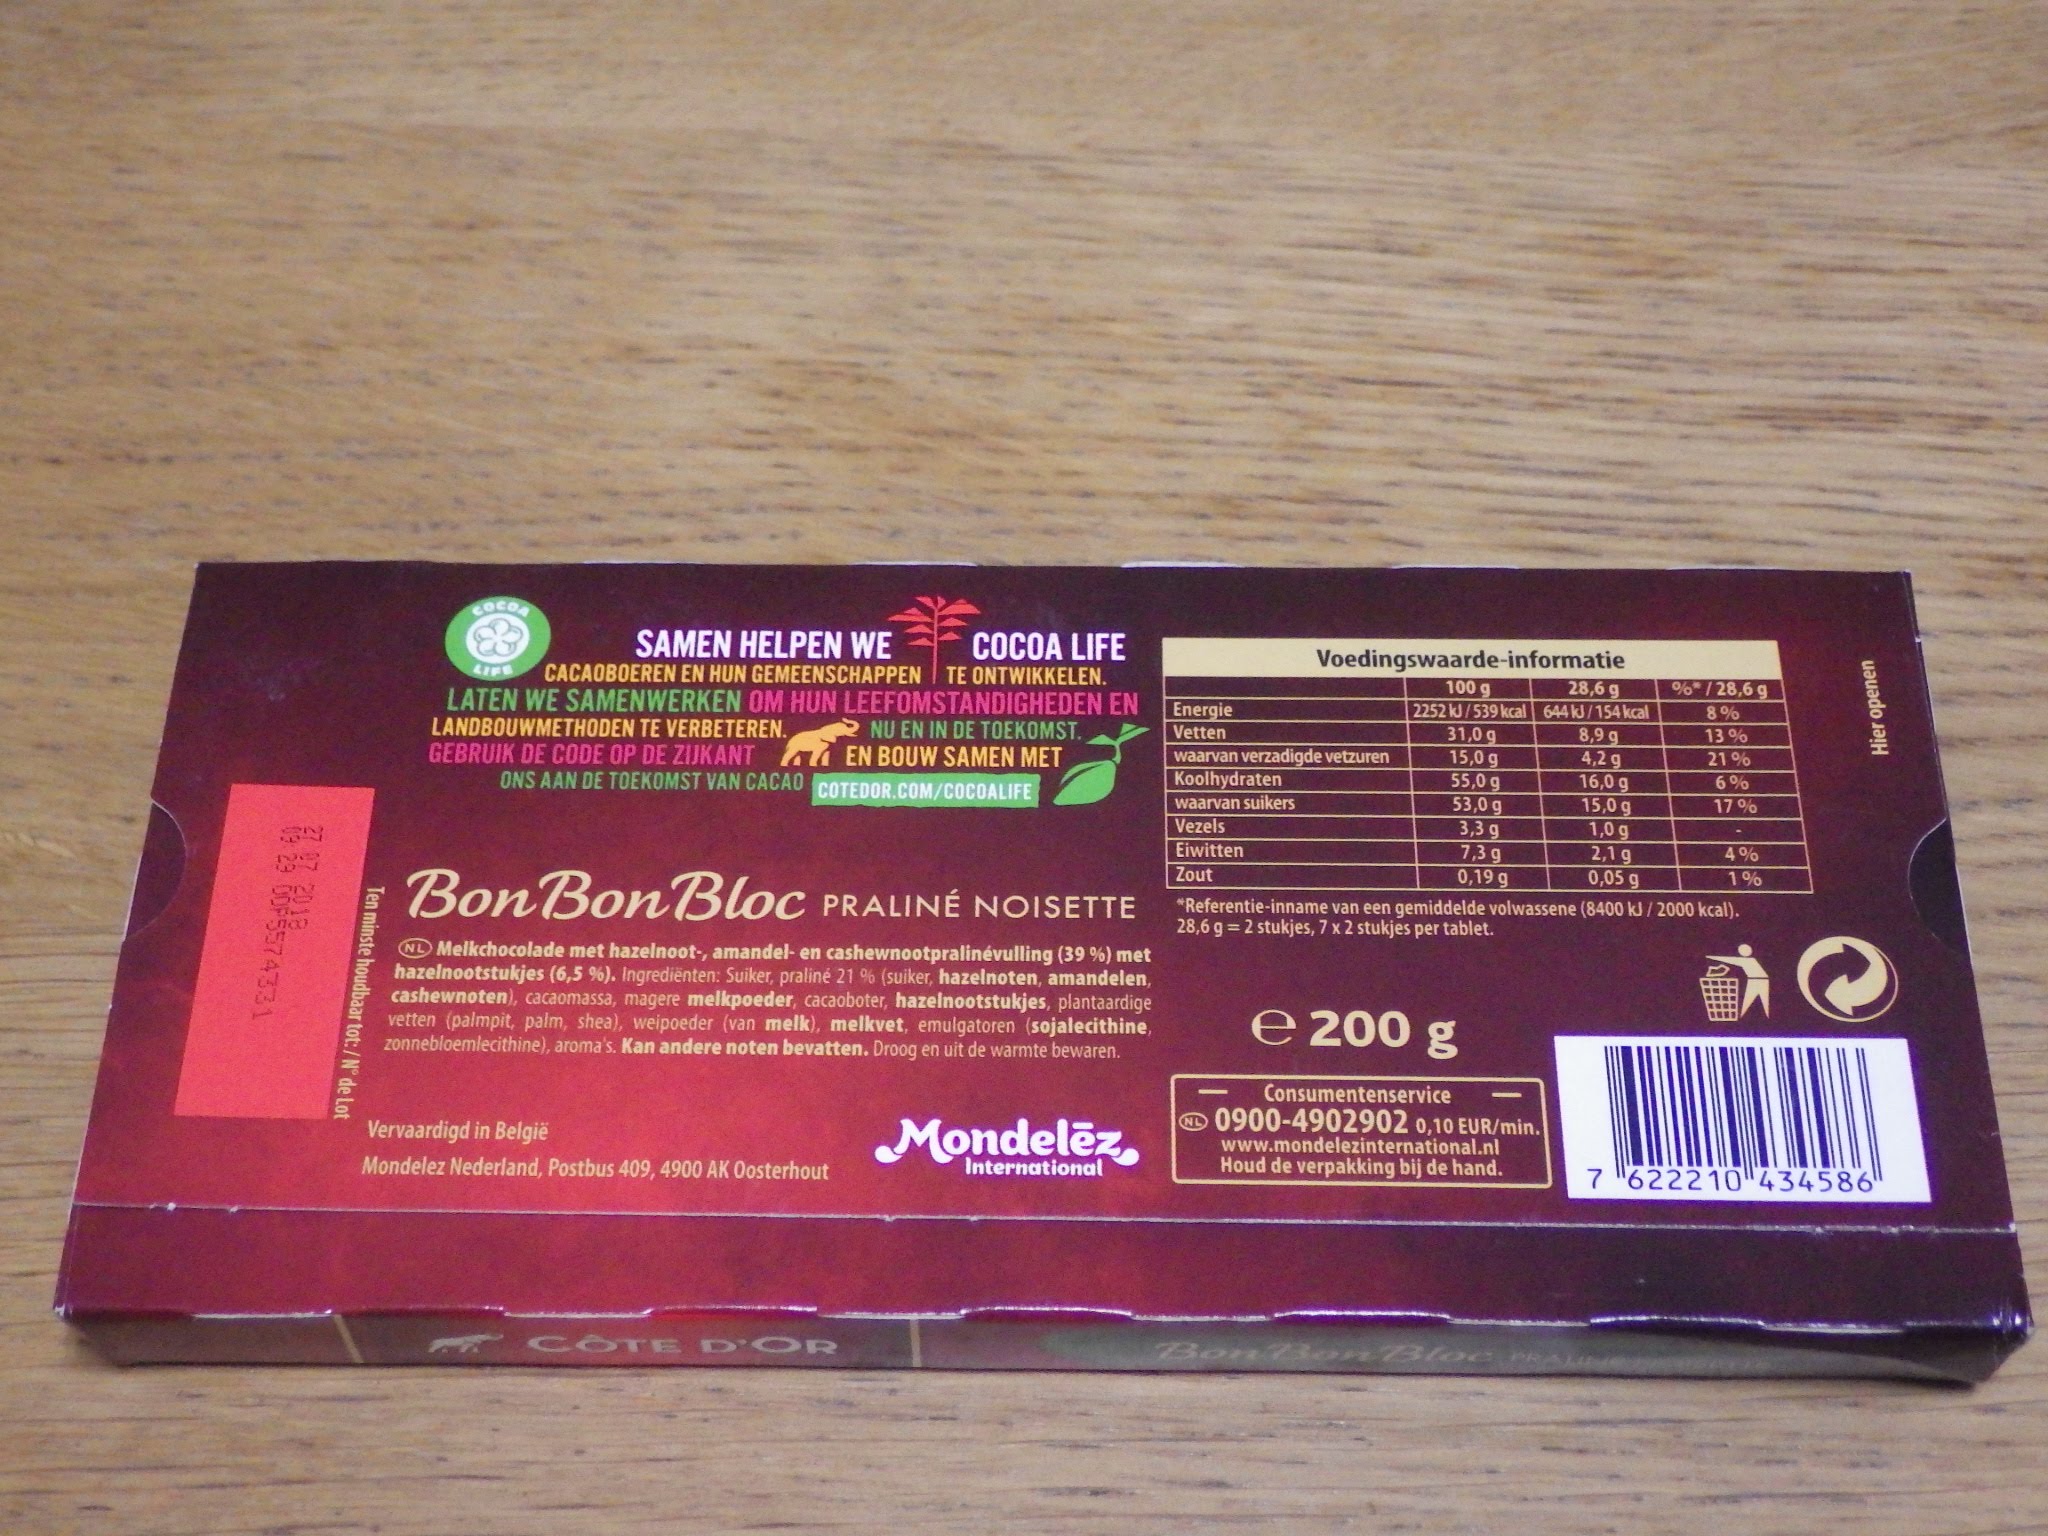 COCOA
LIFE
SAMEN HELPEN WE COCOA LIFE
CACAOBOEREN EN HUN GEMEENSCHAPPEN TE ONTWIKKELEN.
LATEN WE SAMENWERKEN OM HUN LEEFOMSTANDIGHEDEN EN
LANDBOUWMETHODEN TE VERBETEREN. NU EN IN DE TOEKOMST.
GEBRUIK DE CODE OP DE ZIJKANT EN BOUW SAMEN MET
ONS AAN DE TOEKOMST VAN CACAO COTEDOR.COM/COCOALIFE
27 07 2018
09 29 OOF5574331
Ten minste houdbaar tot: / N° de Lot
BonBonBloc PRALINÉ NOISETTE
NL Melkchocolade met hazelnoot-, amandel- en cashewnootpralinévulling (39 %) met
hazelnootstukjes (6,5 %). Ingrediënten: Suiker, praliné 21 % (suiker, hazelnoten, amandelen,
cashewnoten), cacaomassa, magere melkpoeder, cacaoboter, hazelnootstukjes, plantaardige
vetten (palmpit, palm, shea), weipoeder (van melk), melkvet, emulgatoren (sojalecithine,
zonnebloemlecithine), aroma's. Kan andere noten bevatten. Droog en uit de warmte bewaren.
Vervaardigd in België
Mondelez Nederland, Postbus 409, 4900 AK Oosterhout
Mondelēz
International
Voedingswaarde-informatie
100 g 28,6 g %* / 28,6 g
Energie 2252 kJ / 539 kcal 644 kJ / 154 kcal 8 %
Vetten 31,0 g 8,9 g 13 %
waarvan verzadigde vetzuren 15,0 g 4,2 g 21 %
Koolhydraten 55,0 g 16,0 g 6 %
waarvan suikers 53,0 g 15,0 g 17 %
Vezels 3,3 g 1,0 g -
Eiwitten 7,3 g 2,1 g 4 %
Zout 0,19 g 0,05 g 1 %
*Referentie-inname van een gemiddelde volwassene (8400 kJ / 2000 kcal).
28,6 g = 2 stukjes, 7 x 2 stukjes per tablet.
Hier openen
e 200 g
Consumentenservice
NL 0900-4902902 0,10 EUR/min.
www.mondelezinternational.nl
Houd de verpakking bij de hand.
7 622210 434586
CÔTE D'OR
BonBonBloc